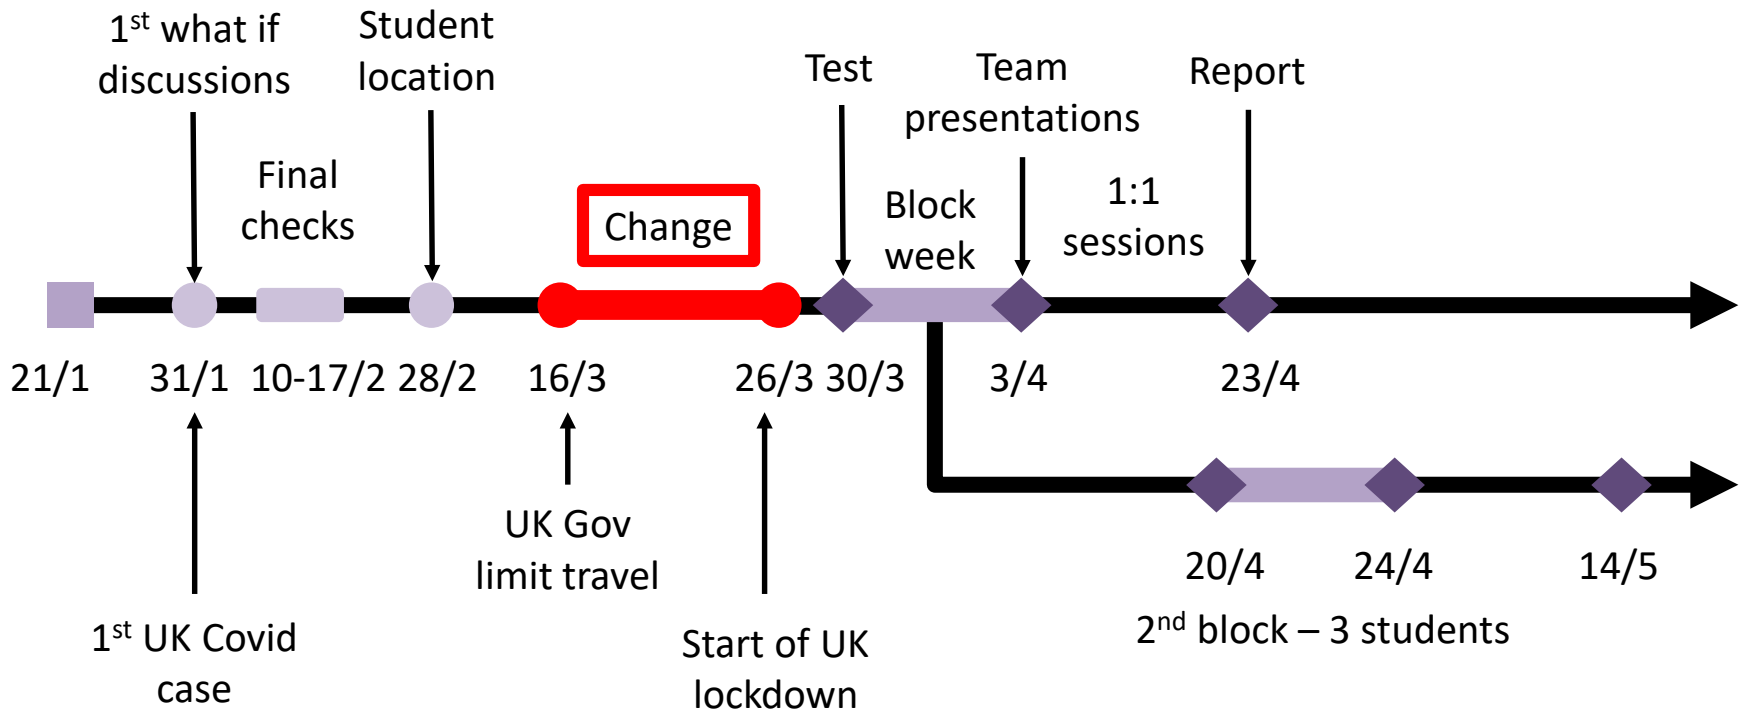 1st what if
discussions
Student
location
Test
Team
presentations
Report
Final
checks
Change
Block
week
1:1
sessions
21/1
31/1
10-17/2
28/2
16/3
26/3
30/3
3/4
23/4
UK Gov
limit travel
1st UK Covid
case
Start of UK
lockdown
20/4
24/4
14/5
2nd block – 3 students